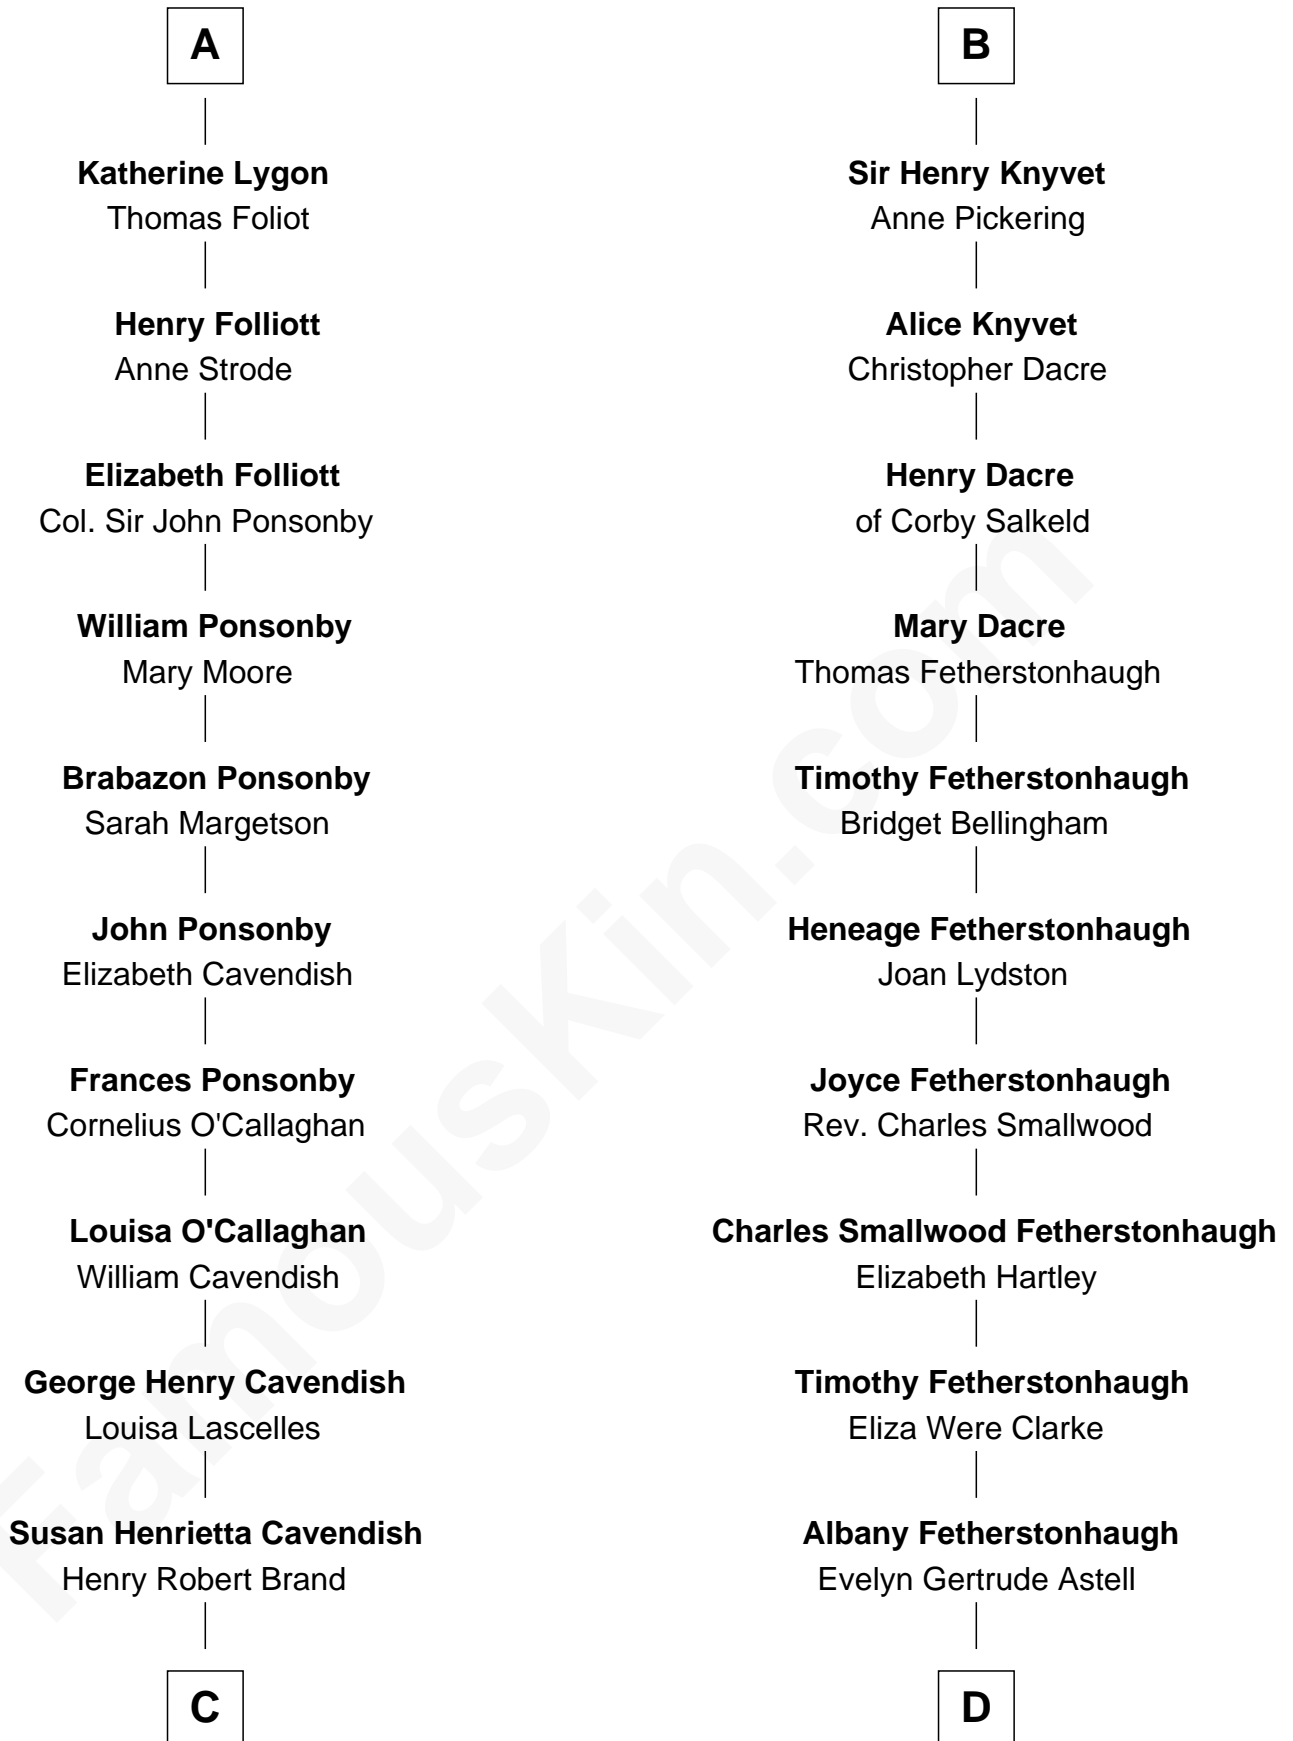 A
Katherine Lygon
Thomas Foliot
Henry Folliott
Anne Strode
Elizabeth Folliott
Col. Sir John Ponsonby
William Ponsonby
Mary Moore
Brabazon Ponsonby
Sarah Margetson
John Ponsonby
Elizabeth Cavendish
Frances Ponsonby
Cornelius O'Callaghan
Louisa O'Callaghan
William Cavendish
George Henry Cavendish
Louisa Lascelles
Susan Henrietta Cavendish
Henry Robert Brand
C
B
Sir Henry Knyvet
Anne Pickering
Alice Knyvet
Christopher Dacre
Henry Dacre
of Corby Salkeld
Mary Dacre
Thomas Fetherstonhaugh
Timothy Fetherstonhaugh
Bridget Bellingham
Heneage Fetherstonhaugh
Joan Lydston
Joyce Fetherstonhaugh
Rev. Charles Smallwood
Charles Smallwood Fetherstonhaugh
Elizabeth Hartley
Timothy Fetherstonhaugh
Eliza Were Clarke
Albany Fetherstonhaugh
Evelyn Gertrude Astell
D
FamousKin.com